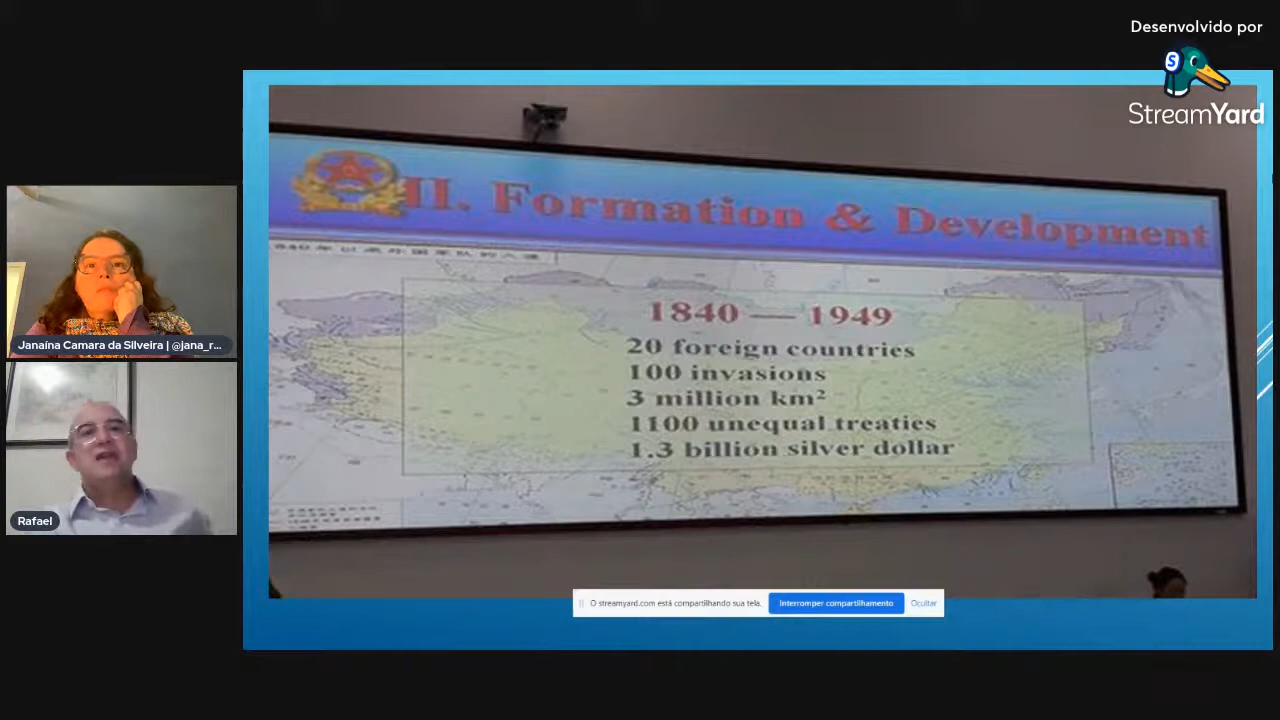 Desenvolvido por
StreamYard
II. Formation & Development
1840 — 1949
20 foreign countries
100 invasions
3 million km²
1100 unequal treaties
1.3 billion silver dollar
Janaína Camara da Silveira | @jana_r...
Rafael
O streamyard.com está compartilhando sua tela.
Interromper compartilhamento
Ocultar